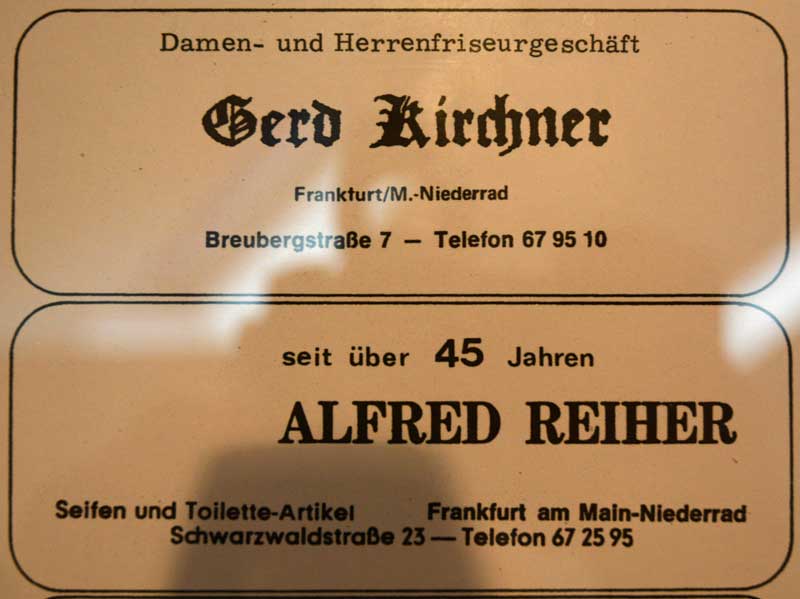 Damen- und Herrenfriseurgeschäft
Gerd Kirchner
Frankfurt/M.-Niederrad
Breubergstraße 7 – Telefon 67 95 10
seit über 45 Jahren
ALFRED REIHER
Seifen und Toilette-Artikel Frankfurt am Main-Niederrad
Schwarzwaldstraße 23 — Telefon 67 25 95